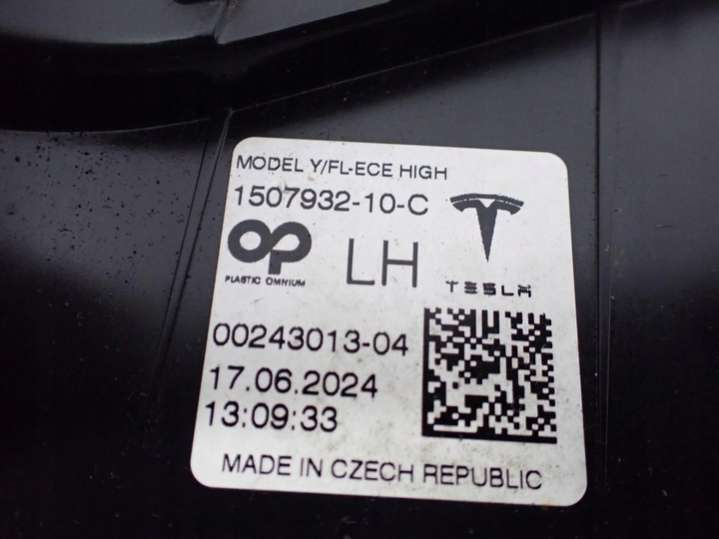 MODEL Y/FL-ECE HIGH
1507932-10-C
OP
PLASTIC OMNIUM
LH
TESLA
00243013-04
17.06.2024
13:09:33
MADE IN CZECH REPUBLIC